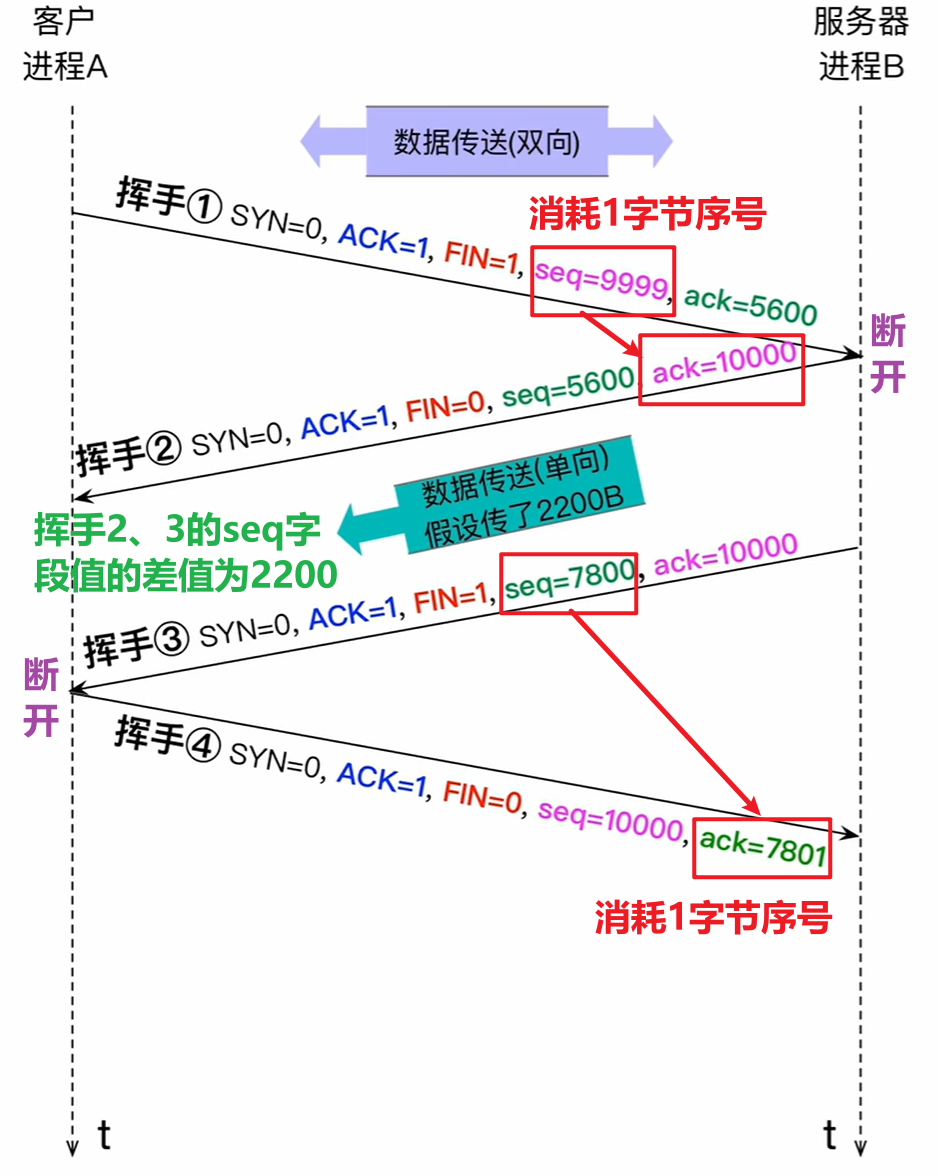 客户
进程A
服务器
进程B
数据传送(双向)
挥手① SYN=0, ACK=1, FIN=1, seq=9999, ack=5600
消耗1字节序号
断
开
挥手② SYN=0, ACK=1, FIN=0, seq=5600, ack=10000
数据传送(单向)
假设传了2200B
挥手2、3的seq字
段值的差值为2200
挥手③ SYN=0, ACK=1, FIN=1, seq=7800, ack=10000
断
开
挥手④ SYN=0, ACK=1, FIN=0, seq=10000, ack=7801
消耗1字节序号
t
t